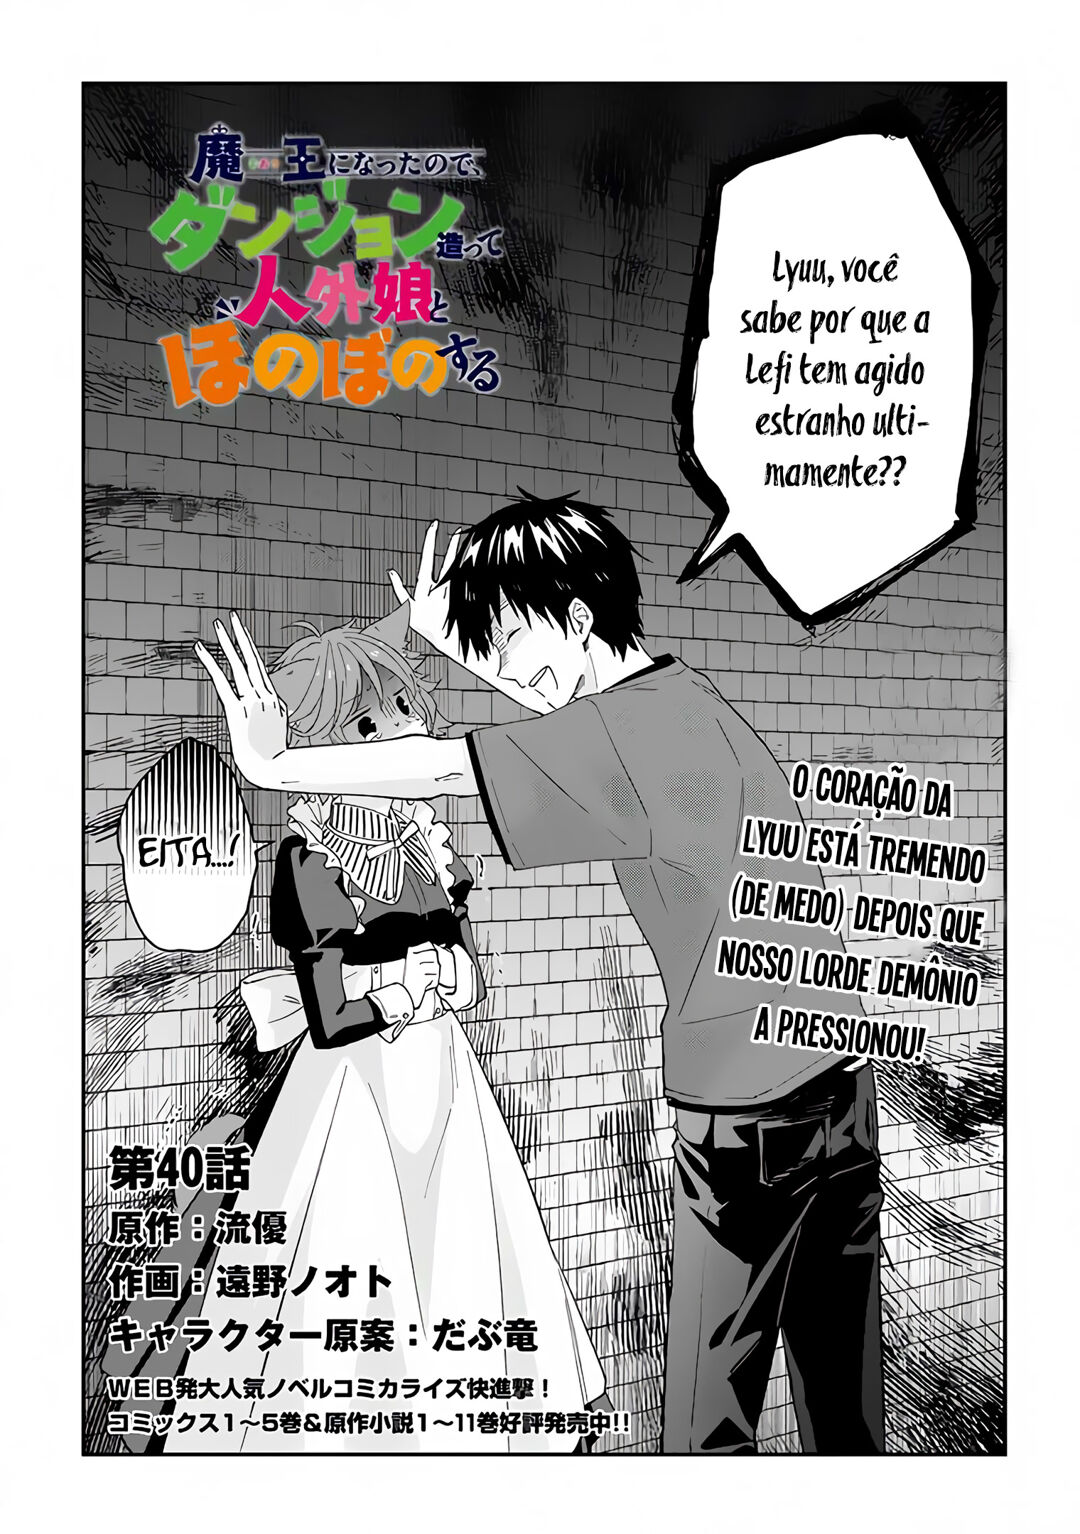 魔王になったので、
ダンジョン造って
人外娘と
ほのぼのする
Lyuu, você
sabe por que a
Lefi tem agido
estranho ulti-
mamente??
EITA...!
O CORAÇÃO DA
LYUU ESTÁ TREMENDO
(DE MEDO) DEPOIS QUE
NOSSO LORDE DEMÔNIO
A PRESSIONOU!
第40話
原作：流優
作画：遠野ノオト
キャラクター原案：だぶ竜
WEB発大人気ノベルコミカライズ快進撃！
コミックス1～5巻＆原作小説1～11巻好評発売中!!